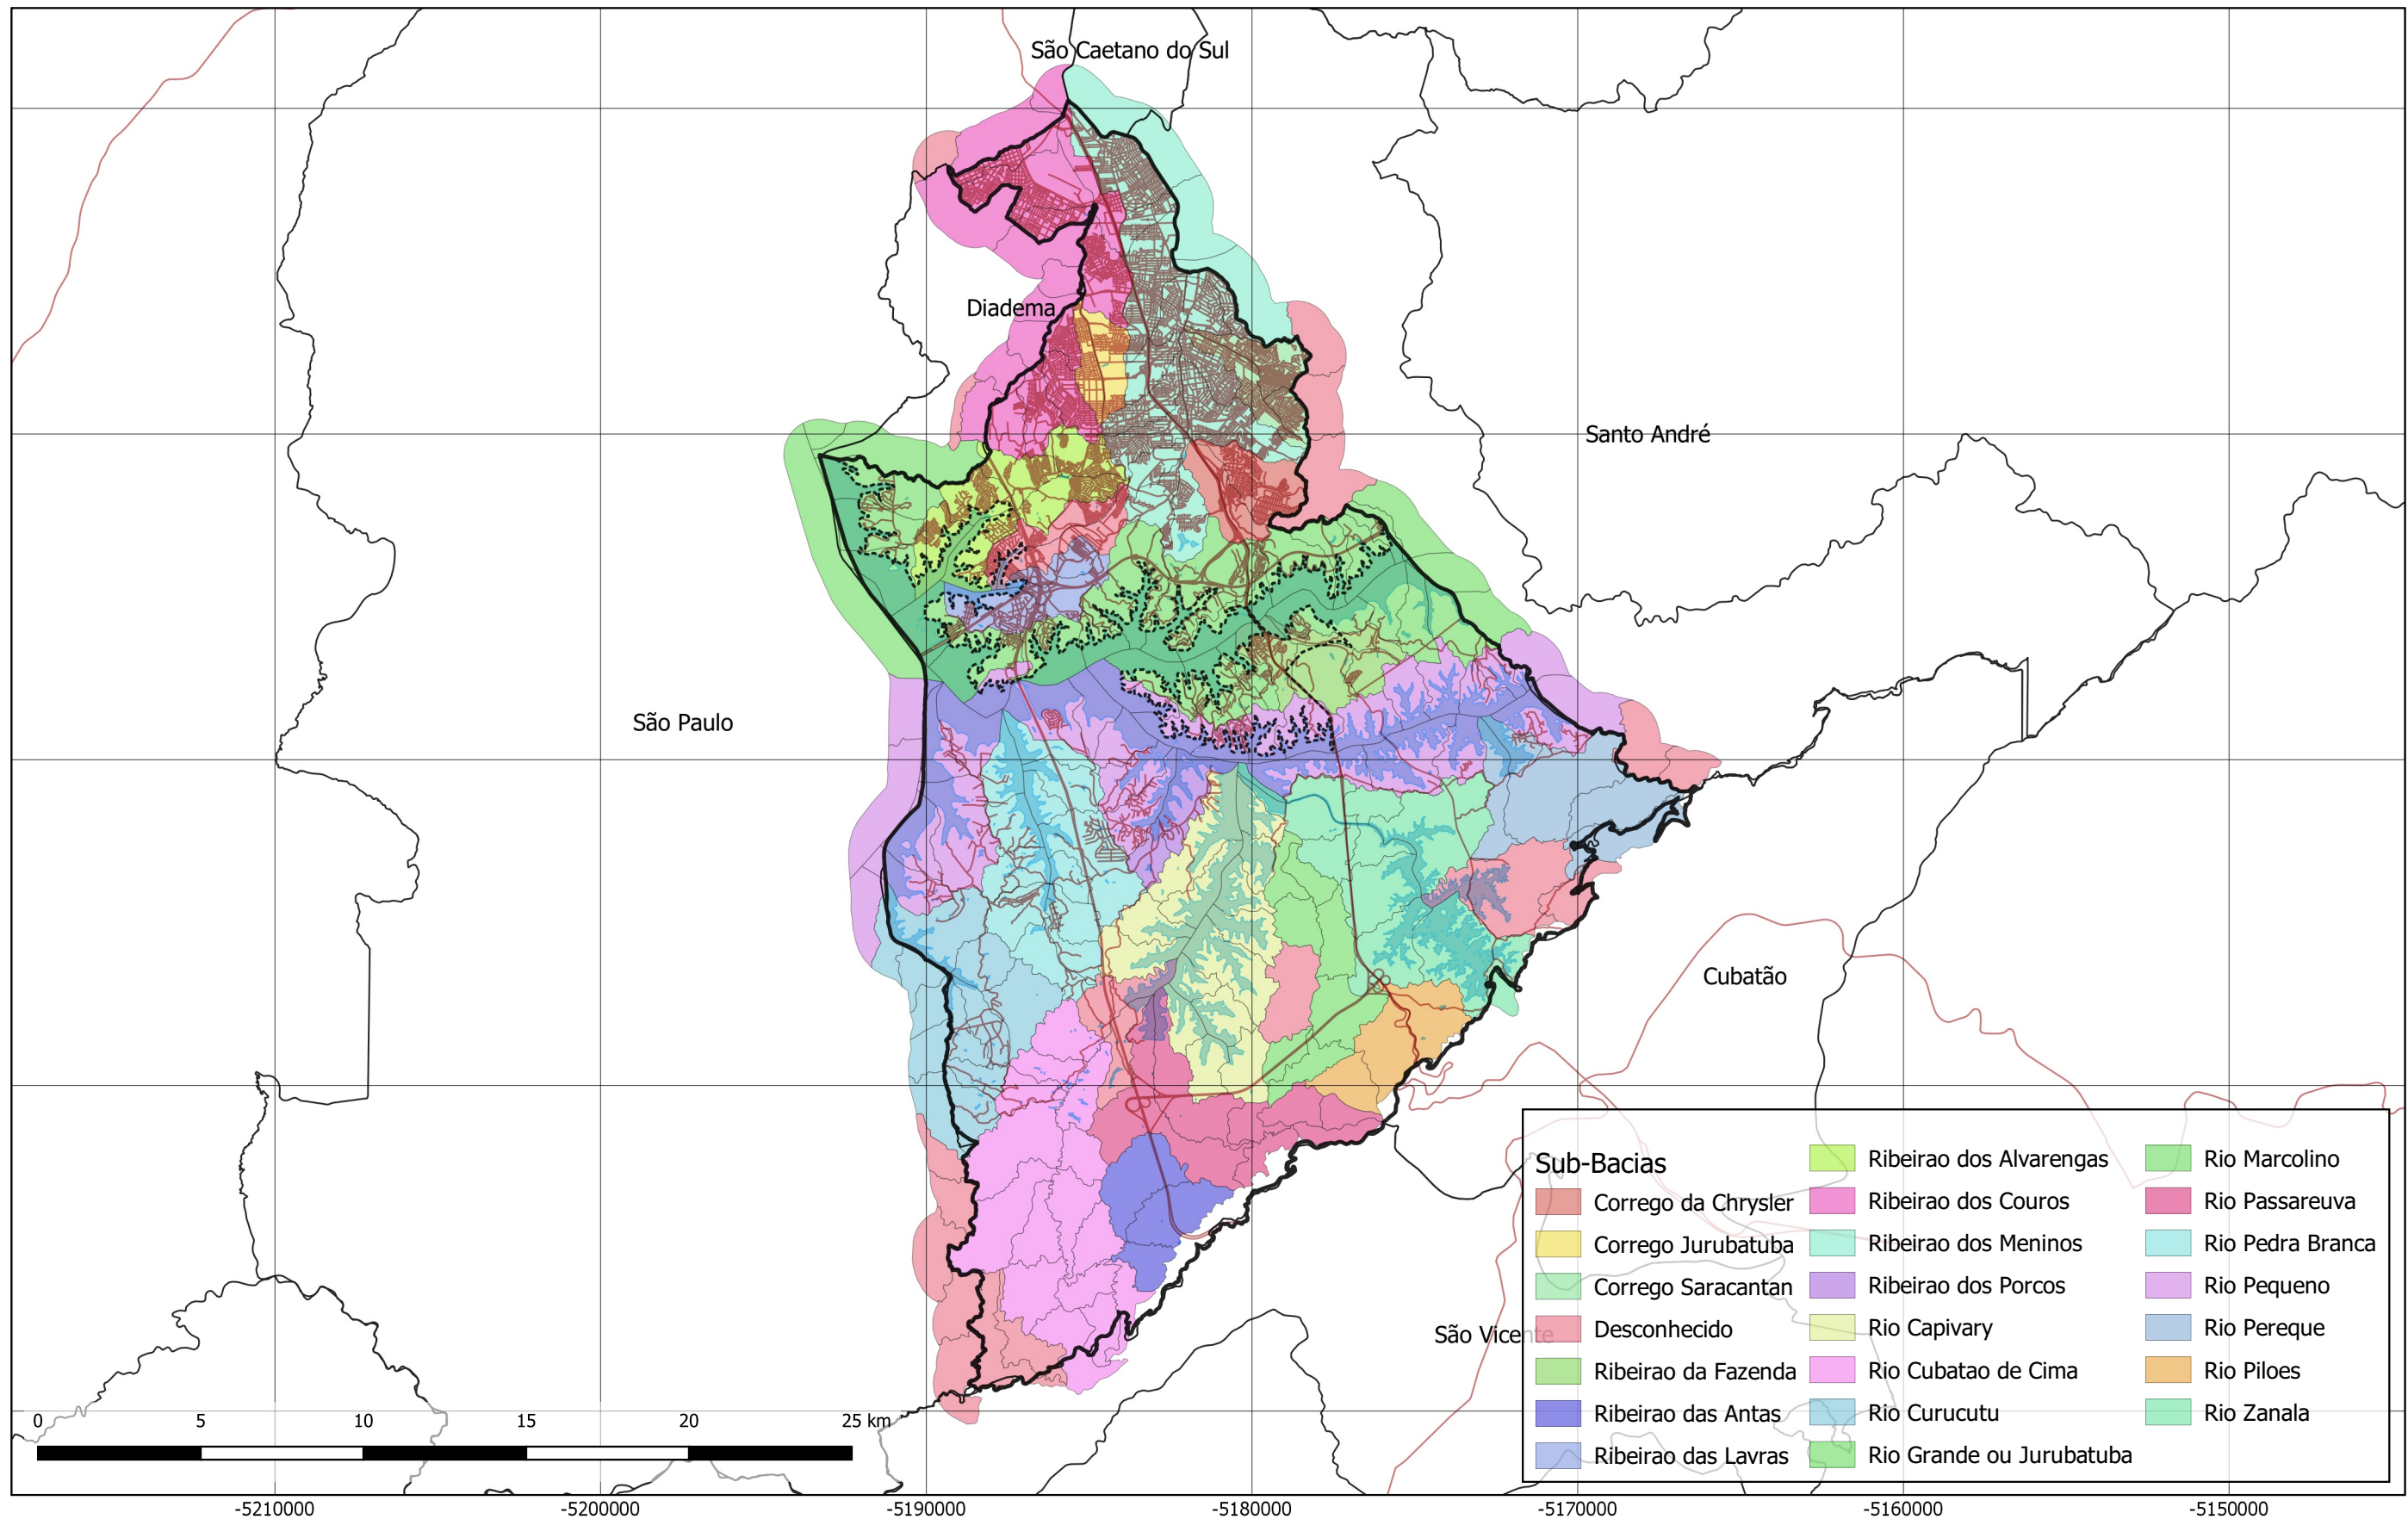 São Caetano do Sul
Diadema
Santo André
São Paulo
Cubatão
São Vicente
Sub-Bacias
Corrego da Chrysler
Corrego Jurubatuba
Corrego Saracantan
Desconhecido
Ribeirao da Fazenda
Ribeirao das Antas
Ribeirao das Lavras
Ribeirao dos Alvarengas
Ribeirao dos Couros
Ribeirao dos Meninos
Ribeirao dos Porcos
Rio Capivary
Rio Cubatao de Cima
Rio Curucutu
Rio Grande ou Jurubatuba
Rio Marcolino
Rio Passareuva
Rio Pedra Branca
Rio Pequeno
Rio Pereque
Rio Piloes
Rio Zanala
0 5 10 15 20 25 km
-5210000 -5200000 -5190000 -5180000 -5170000 -5160000 -5150000